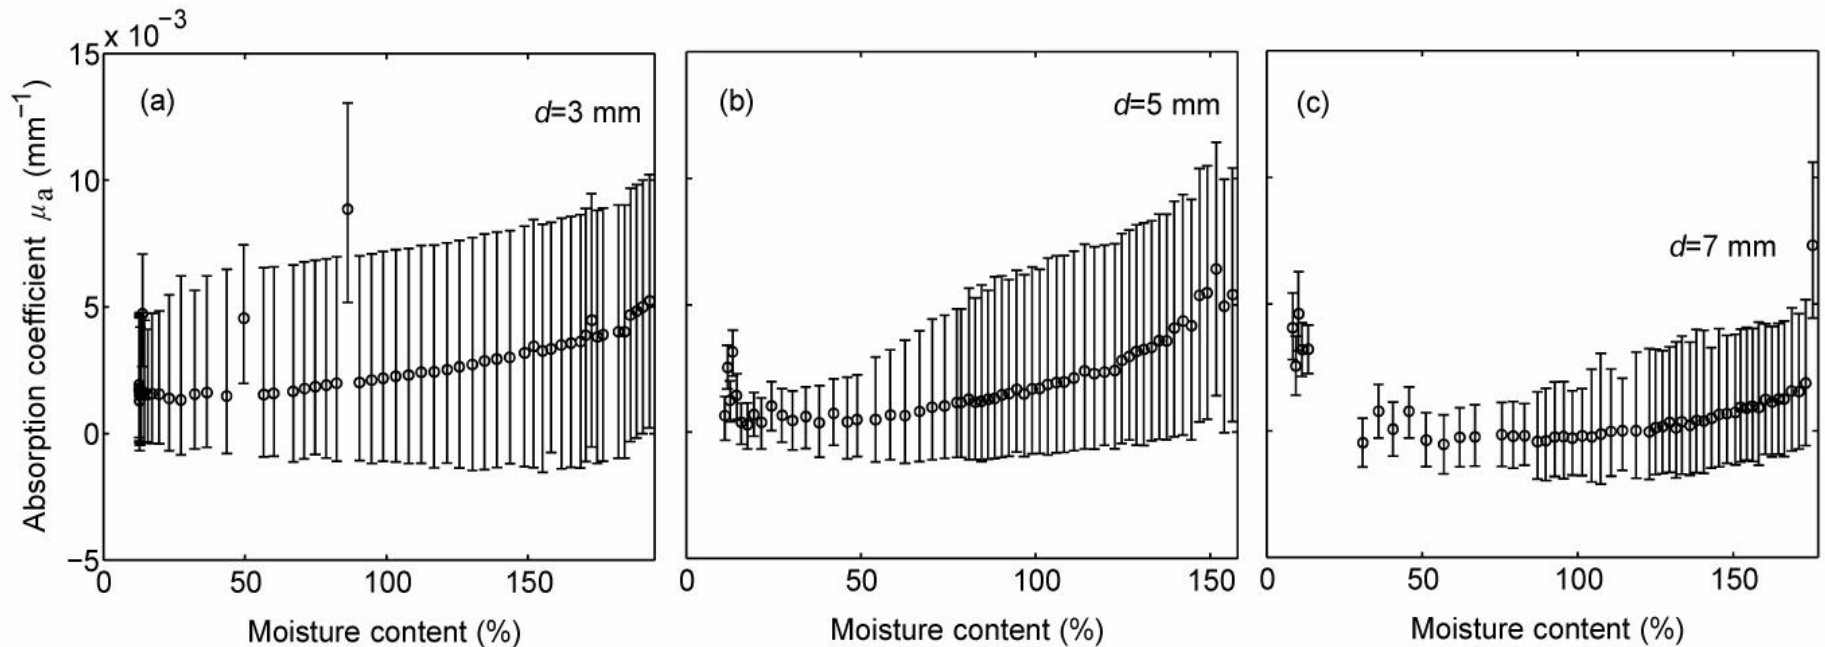 × 10−3
15
10
5
0
−5
Absorption coefficient μa (mm−1)
(a)
d=3 mm
0 50 100 150
Moisture content (%)
(b)
d=5 mm
0 50 100 150
Moisture content (%)
(c)
d=7 mm
0 50 100 150
Moisture content (%)